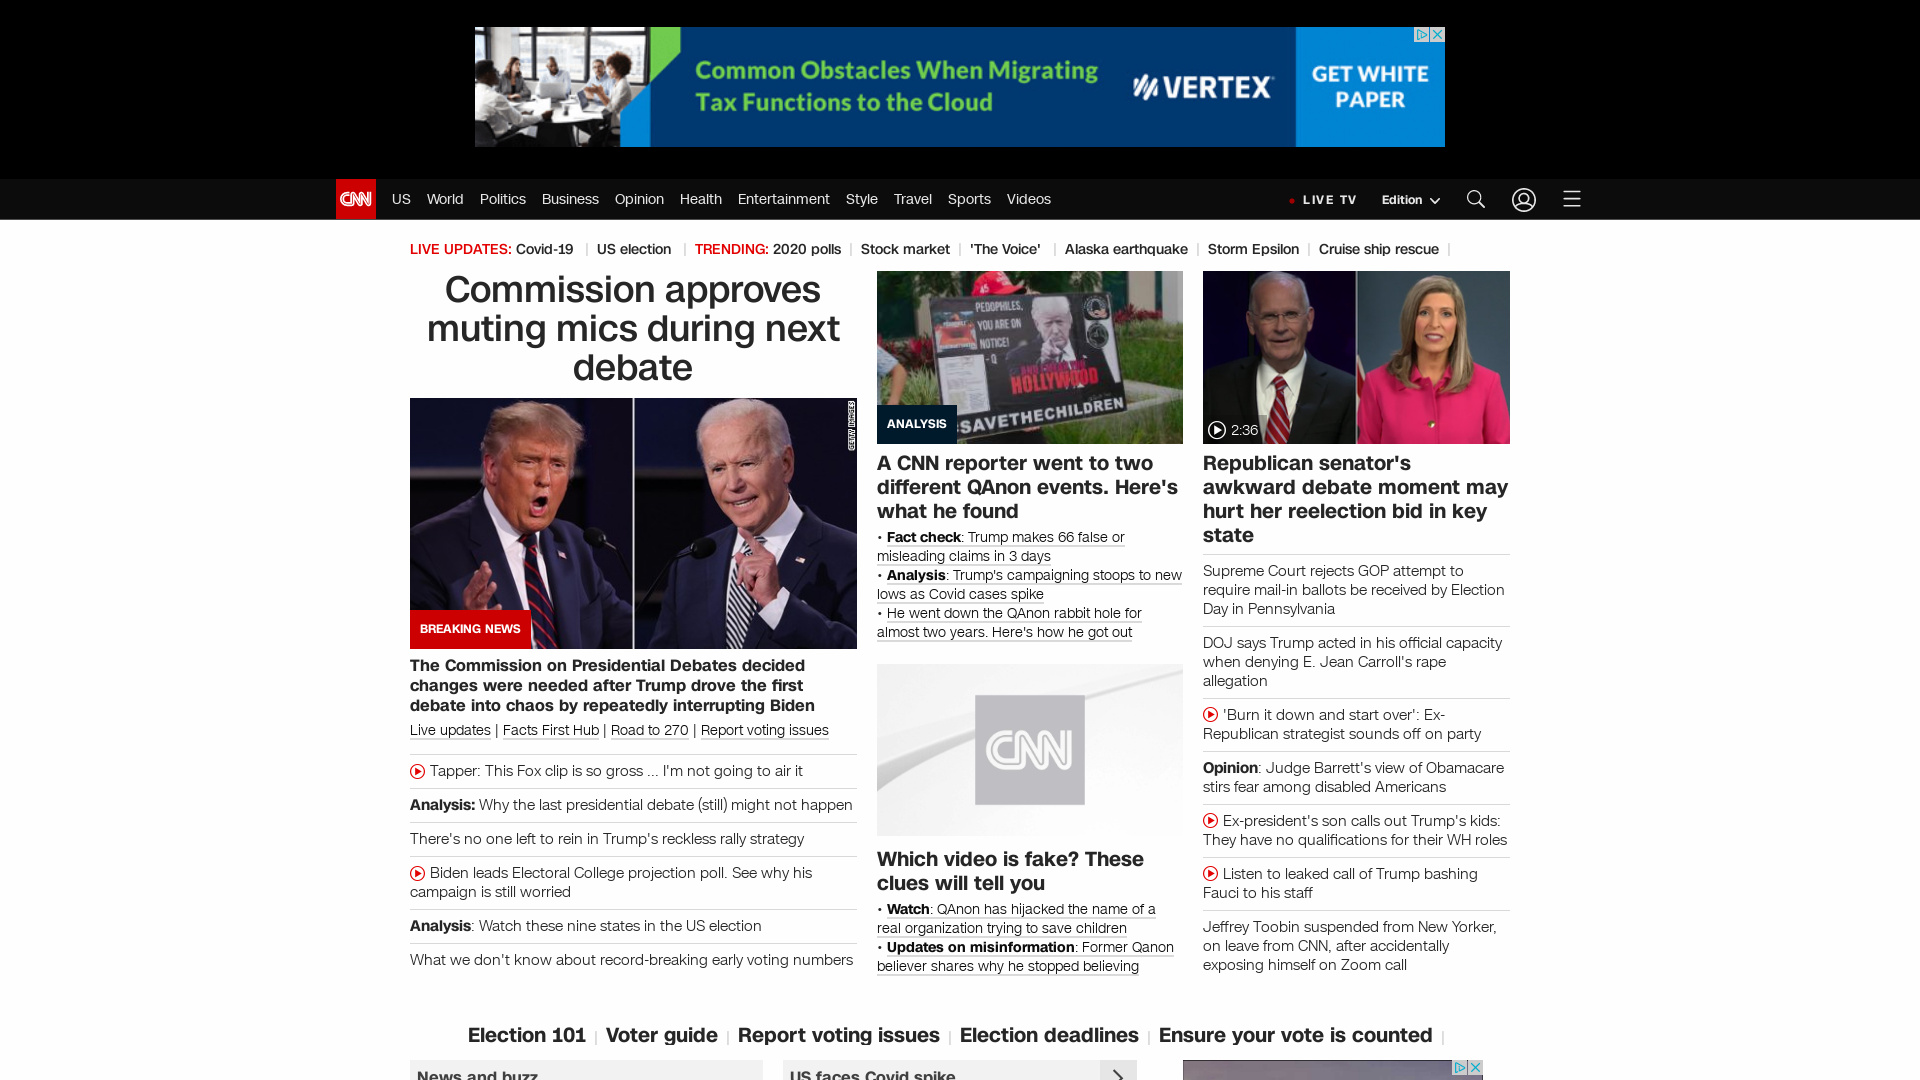 Common Obstacles When Migrating
Tax Functions to the Cloud
VERTEX
GET WHITE
PAPER
CNN US World Politics Business Opinion Health Entertainment Style Travel Sports Videos LIVE TV Edition
LIVE UPDATES: Covid-19 | US election | TRENDING: 2020 polls | Stock market | 'The Voice' | Alaska earthquake | Storm Epsilon | Cruise ship rescue |
Commission approves
muting mics during next
debate
GETTY IMAGES
BREAKING NEWS
The Commission on Presidential Debates decided
changes were needed after Trump drove the first
debate into chaos by repeatedly interrupting Biden
Live updates | Facts First Hub | Road to 270 | Report voting issues
Tapper: This Fox clip is so gross ... I'm not going to air it
Analysis: Why the last presidential debate (still) might not happen
There's no one left to rein in Trump's reckless rally strategy
Biden leads Electoral College projection poll. See why his
campaign is still worried
Analysis: Watch these nine states in the US election
What we don't know about record-breaking early voting numbers
PEDOPHILES,
YOU ARE ON
NOTICE!
- Q
HOLLYWOOD
SAVETHECHILDREN
ANALYSIS
A CNN reporter went to two
different QAnon events. Here's
what he found
• Fact check: Trump makes 66 false or
misleading claims in 3 days
• Analysis: Trump's campaigning stoops to new
lows as Covid cases spike
• He went down the QAnon rabbit hole for
almost two years. Here's how he got out
CNN
Which video is fake? These
clues will tell you
• Watch: QAnon has hijacked the name of a
real organization trying to save children
• Updates on misinformation: Former Qanon
believer shares why he stopped believing
2:36
Republican senator's
awkward debate moment may
hurt her reelection bid in key
state
Supreme Court rejects GOP attempt to
require mail-in ballots be received by Election
Day in Pennsylvania
DOJ says Trump acted in his official capacity
when denying E. Jean Carroll's rape
allegation
'Burn it down and start over': Ex-
Republican strategist sounds off on party
Opinion: Judge Barrett's view of Obamacare
stirs fear among disabled Americans
Ex-president's son calls out Trump's kids:
They have no qualifications for their WH roles
Listen to leaked call of Trump bashing
Fauci to his staff
Jeffrey Toobin suspended from New Yorker,
on leave from CNN, after accidentally
exposing himself on Zoom call
Election 101 | Voter guide | Report voting issues | Election deadlines | Ensure your vote is counted |
News and buzz
US faces Covid spike